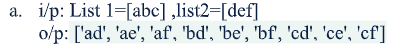 a. i/p: List 1=[abc] ,list2=[def]
o/p: ['ad', 'ae', 'af', 'bd', 'be', 'bf', 'cd', 'ce', 'cf']